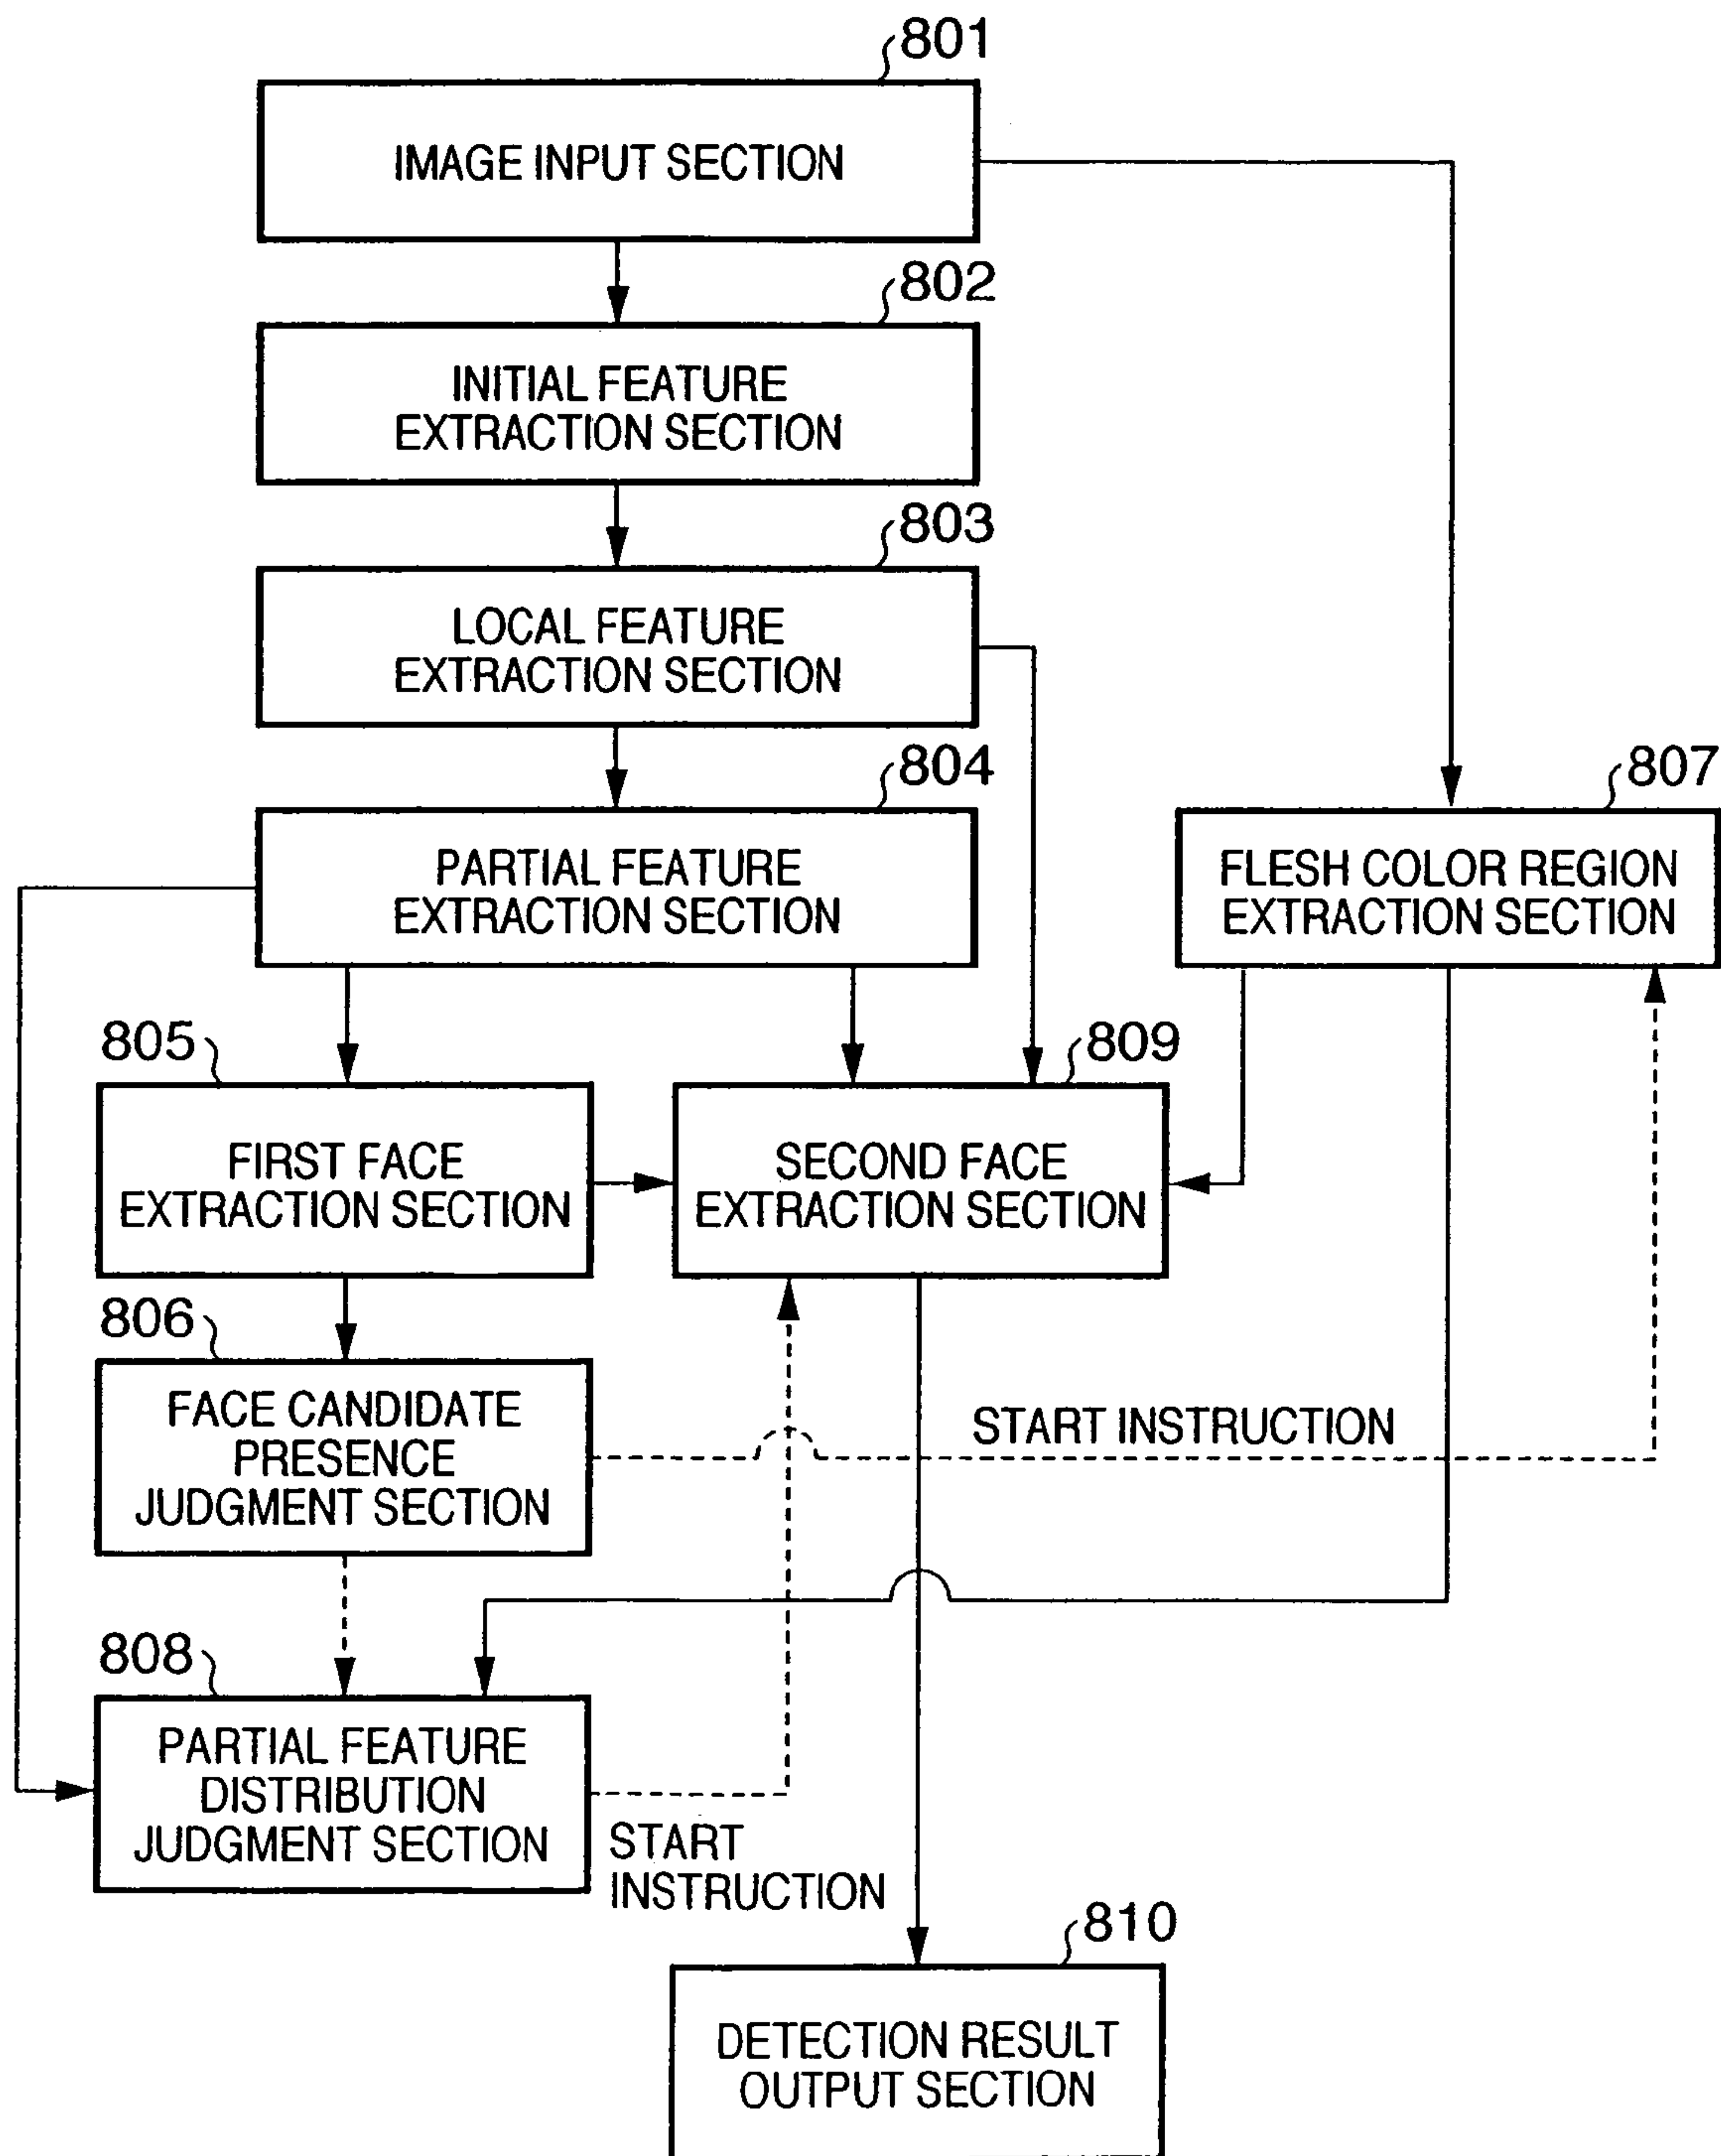 801
IMAGE INPUT SECTION
802
INITIAL FEATURE
EXTRACTION SECTION
803
LOCAL FEATURE
EXTRACTION SECTION
804
PARTIAL FEATURE
EXTRACTION SECTION
807
FLESH COLOR REGION
EXTRACTION SECTION
805
FIRST FACE
EXTRACTION SECTION
809
SECOND FACE
EXTRACTION SECTION
806
FACE CANDIDATE
PRESENCE
JUDGMENT SECTION
START INSTRUCTION
808
PARTIAL FEATURE
DISTRIBUTION
JUDGMENT SECTION
START
INSTRUCTION
810
DETECTION RESULT
OUTPUT SECTION